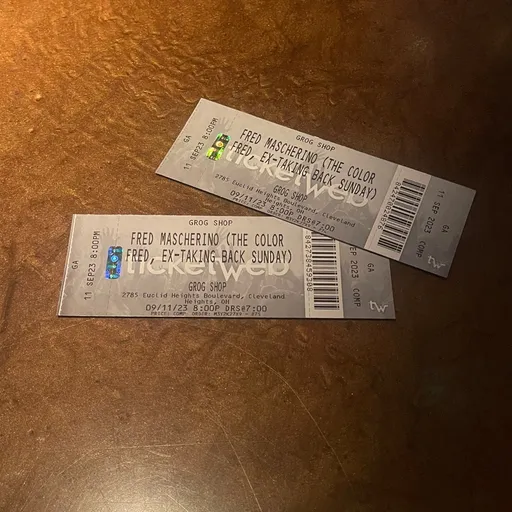 GROG SHOP
FRED MASCHERINO (THE COLOR
FRED, EX-TAKING BACK SUNDAY)
ticketweb
GROG SHOP
2785 Euclid Heights Boulevard, Cleveland
Heights, OH
09/11/23 8:00P DRS@7:00
GA
11 SEP23 8:00PM
11 SEP 2023
GA
COMP
tw
GROG SHOP
FRED MASCHERINO (THE COLOR
FRED, EX-TAKING BACK SUNDAY)
ticketweb
GROG SHOP
2785 Euclid Heights Boulevard, Cleveland
Heights, OH
09/11/23 8:00P DRS@7:00
GA
11 SEP23 8:00PM
SEP 2023
GA
COMP
tw